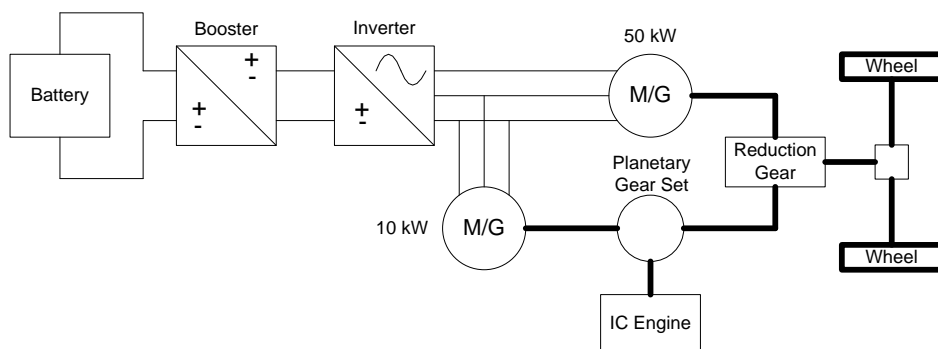 Booster
Inverter
50 kW
Wheel
Battery
+
-
+
-
+
-
M/G
Planetary
Gear Set
Reduction
Gear
10 kW
M/G
IC Engine
Wheel